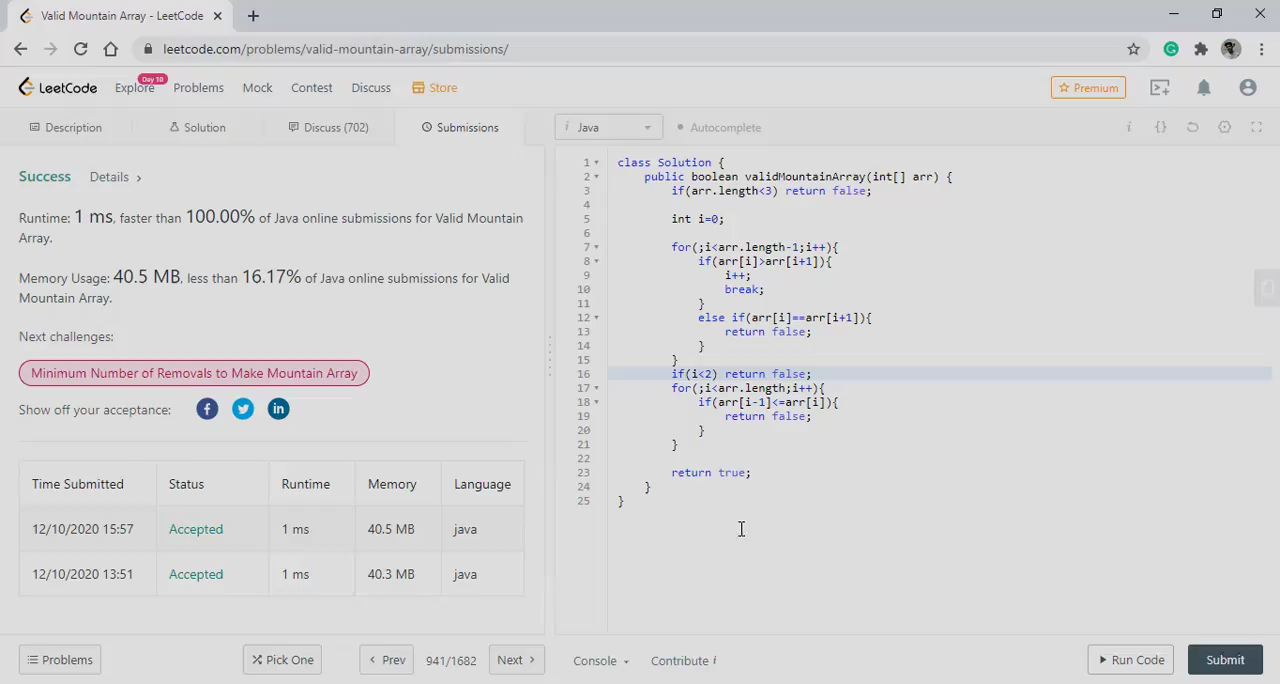 Valid Mountain Array - LeetCode
leetcode.com/problems/valid-mountain-array/submissions/
LeetCode Explore Day 10 Problems Mock Contest Discuss Store Premium
Description Solution Discuss (702) Submissions
i Java Autocomplete i {}
Success Details >
Runtime: 1 ms, faster than 100.00% of Java online submissions for Valid Mountain
Array.
Memory Usage: 40.5 MB, less than 16.17% of Java online submissions for Valid
Mountain Array.
Next challenges:
Minimum Number of Removals to Make Mountain Array
Show off your acceptance:
Time Submitted Status Runtime Memory Language
12/10/2020 15:57 Accepted 1 ms 40.5 MB java
12/10/2020 13:51 Accepted 1 ms 40.3 MB java
1 class Solution {
2 public boolean validMountainArray(int[] arr) {
3 if(arr.length<3) return false;
4
5 int i=0;
6
7 for(;i<arr.length-1;i++){
8 if(arr[i]>arr[i+1]){
9 i++;
10 break;
11 }
12 else if(arr[i]==arr[i+1]){
13 return false;
14 }
15 }
16 if(i<2) return false;
17 for(;i<arr.length;i++){
18 if(arr[i-1]<=arr[i]){
19 return false;
20 }
21 }
22
23 return true;
24 }
25 }
Problems Pick One < Prev 941/1682 Next > Console Contribute i Run Code Submit